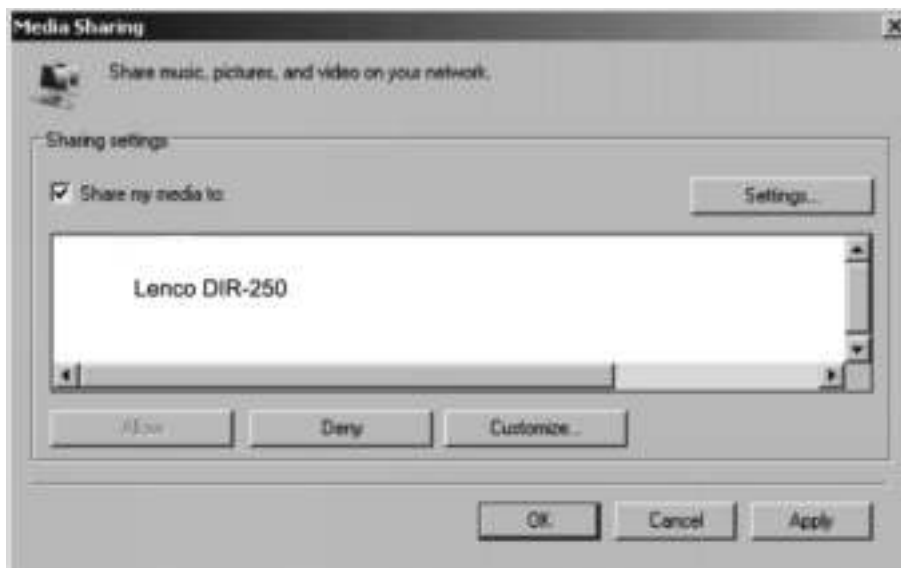 Media Sharing
Share music, pictures, and video on your network.
Sharing settings
Share my media to:
Settings...
Lenco DIR-250
Allow
Deny
Customize...
OK
Cancel
Apply